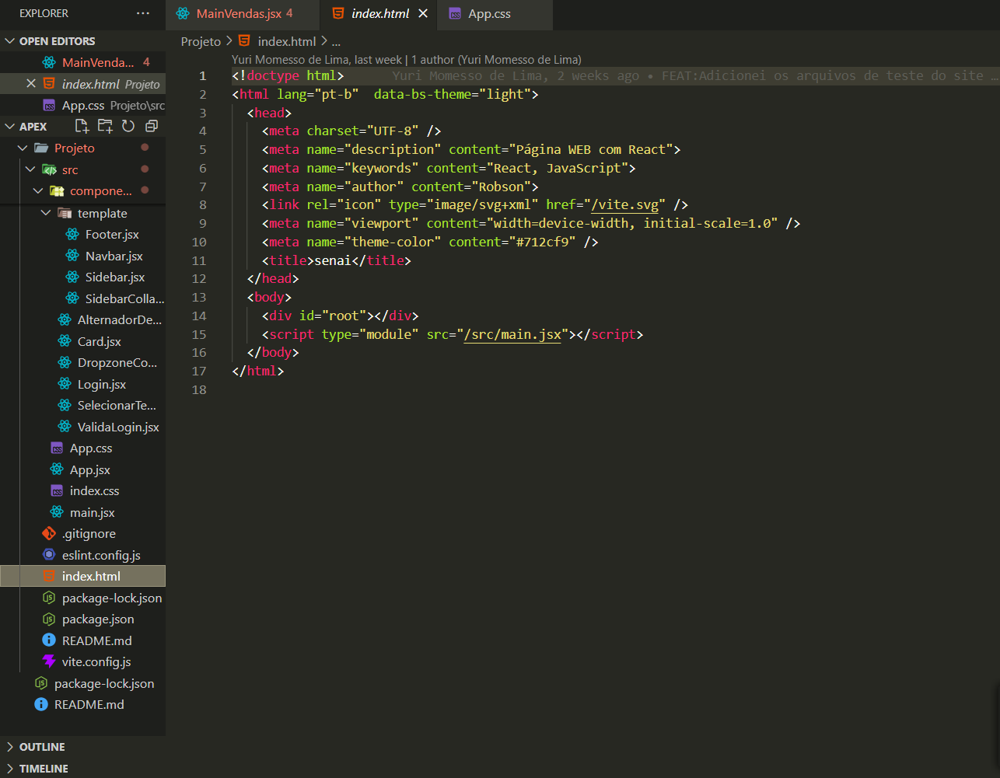 EXPLORER
OPEN EDITORS
MainVenda... 4
index.html Projeto
App.css Projeto\src
APEX
Projeto
src
compone...
template
Footer.jsx
Navbar.jsx
Sidebar.jsx
SidebarColla...
AlternadorDe...
Card.jsx
DropzoneCo...
Login.jsx
SelecionarTe...
ValidaLogin.jsx
App.css
App.jsx
index.css
main.jsx
.gitignore
eslint.config.js
index.html
package-lock.json
package.json
README.md
vite.config.js
package-lock.json
README.md
OUTLINE
TIMELINE
MainVendas.jsx 4
index.html
App.css
Projeto > index.html > ...
Yuri Momesso de Lima, last week | 1 author (Yuri Momesso de Lima)
1 <!doctype html> Yuri Momesso de Lima, 2 weeks ago • FEAT:Adicionei os arquivos de teste do site ...
2 <html lang="pt-b"  data-bs-theme="light">
3 <head>
4 <meta charset="UTF-8" />
5 <meta name="description" content="Página WEB com React">
6 <meta name="keywords" content="React, JavaScript">
7 <meta name="author" content="Robson">
8 <link rel="icon" type="image/svg+xml" href="/vite.svg" />
9 <meta name="viewport" content="width=device-width, initial-scale=1.0" />
10 <meta name="theme-color" content="#712cf9" />
11 <title>senai</title>
12 </head>
13 <body>
14 <div id="root"></div>
15 <script type="module" src="/src/main.jsx"></script>
16 </body>
17 </html>
18